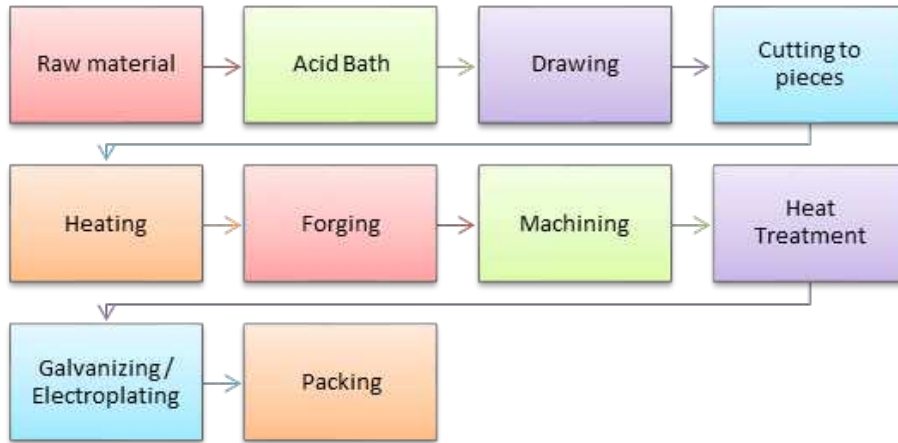 Raw material
Acid Bath
Drawing
Cutting to
pieces
Heating
Forging
Machining
Heat
Treatment
Galvanizing /
Electroplating
Packing